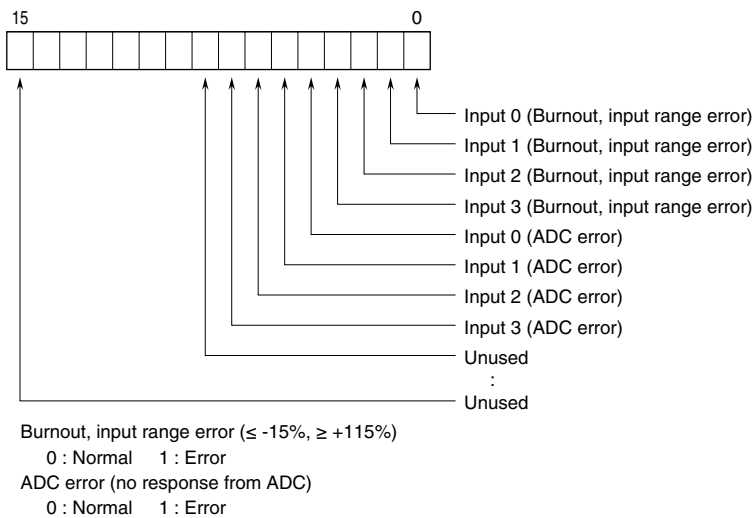 15 0
Input 0 (Burnout, input range error)
Input 1 (Burnout, input range error)
Input 2 (Burnout, input range error)
Input 3 (Burnout, input range error)
Input 0 (ADC error)
Input 1 (ADC error)
Input 2 (ADC error)
Input 3 (ADC error)
Unused
:
Unused
Burnout, input range error (≤ -15%, ≥ +115%)
0 : Normal 1 : Error
ADC error (no response from ADC)
0 : Normal 1 : Error